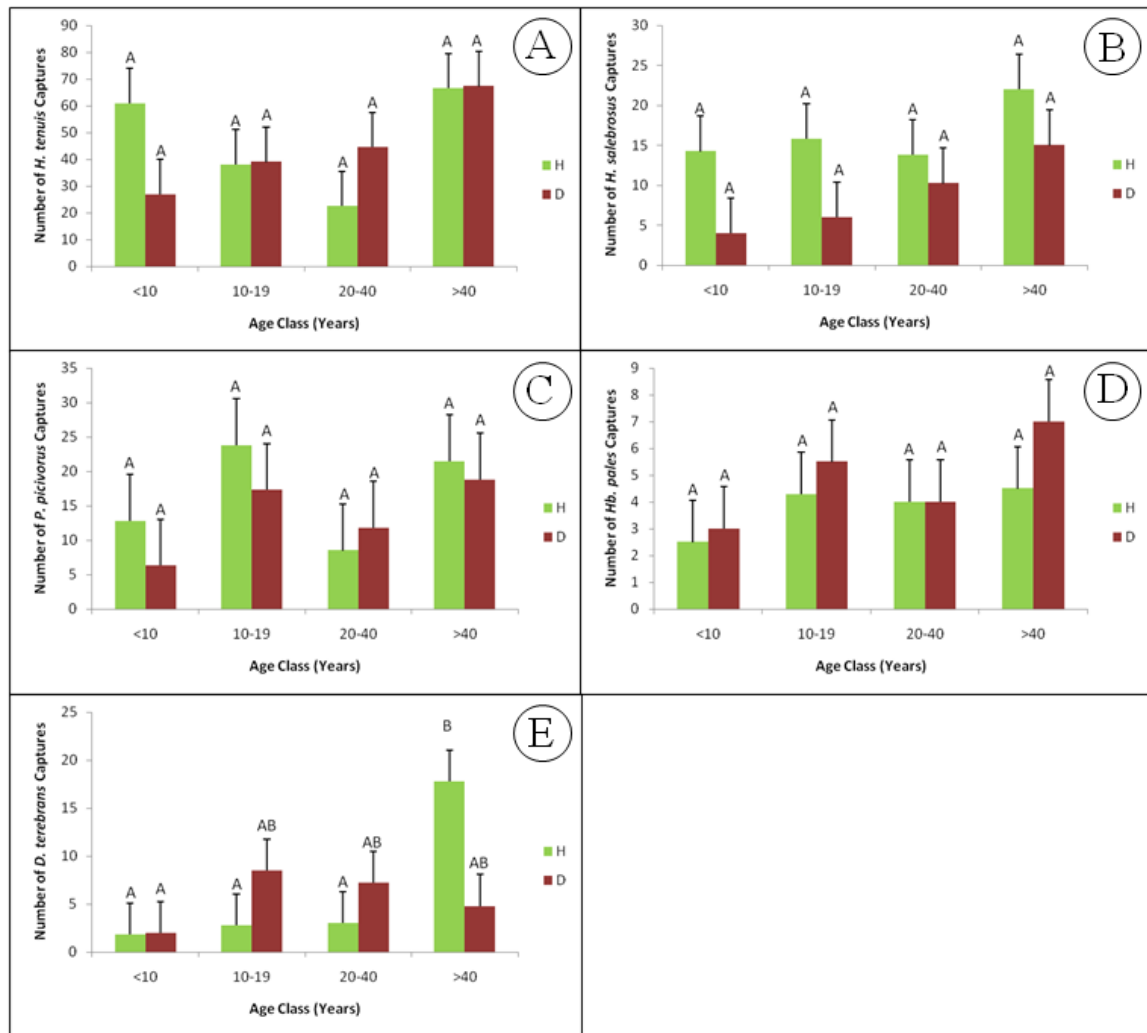 A
Number of H. tenuis Captures
90
80
70
60
50
40
30
20
10
0
A A A A A A A A
H
D
<10 10-19 20-40 >40
Age Class (Years)
B
Number of H. salebrosus Captures
30
25
20
15
10
5
0
A A A A A A A A
H
D
<10 10-19 20-40 >40
Age Class (Years)
C
Number of P. picivorus Captures
35
30
25
20
15
10
5
0
A A A A A A A A
H
D
<10 10-19 20-40 >40
Age Class (Years)
D
Number of Hb. pales Captures
9
8
7
6
5
4
3
2
1
0
A A A A A A A A
H
D
<10 10-19 20-40 >40
Age Class (Years)
E
Number of D. terebrans Captures
25
20
15
10
5
0
A A A AB A AB B AB
H
D
<10 10-19 20-40 >40
Age Class (Years)